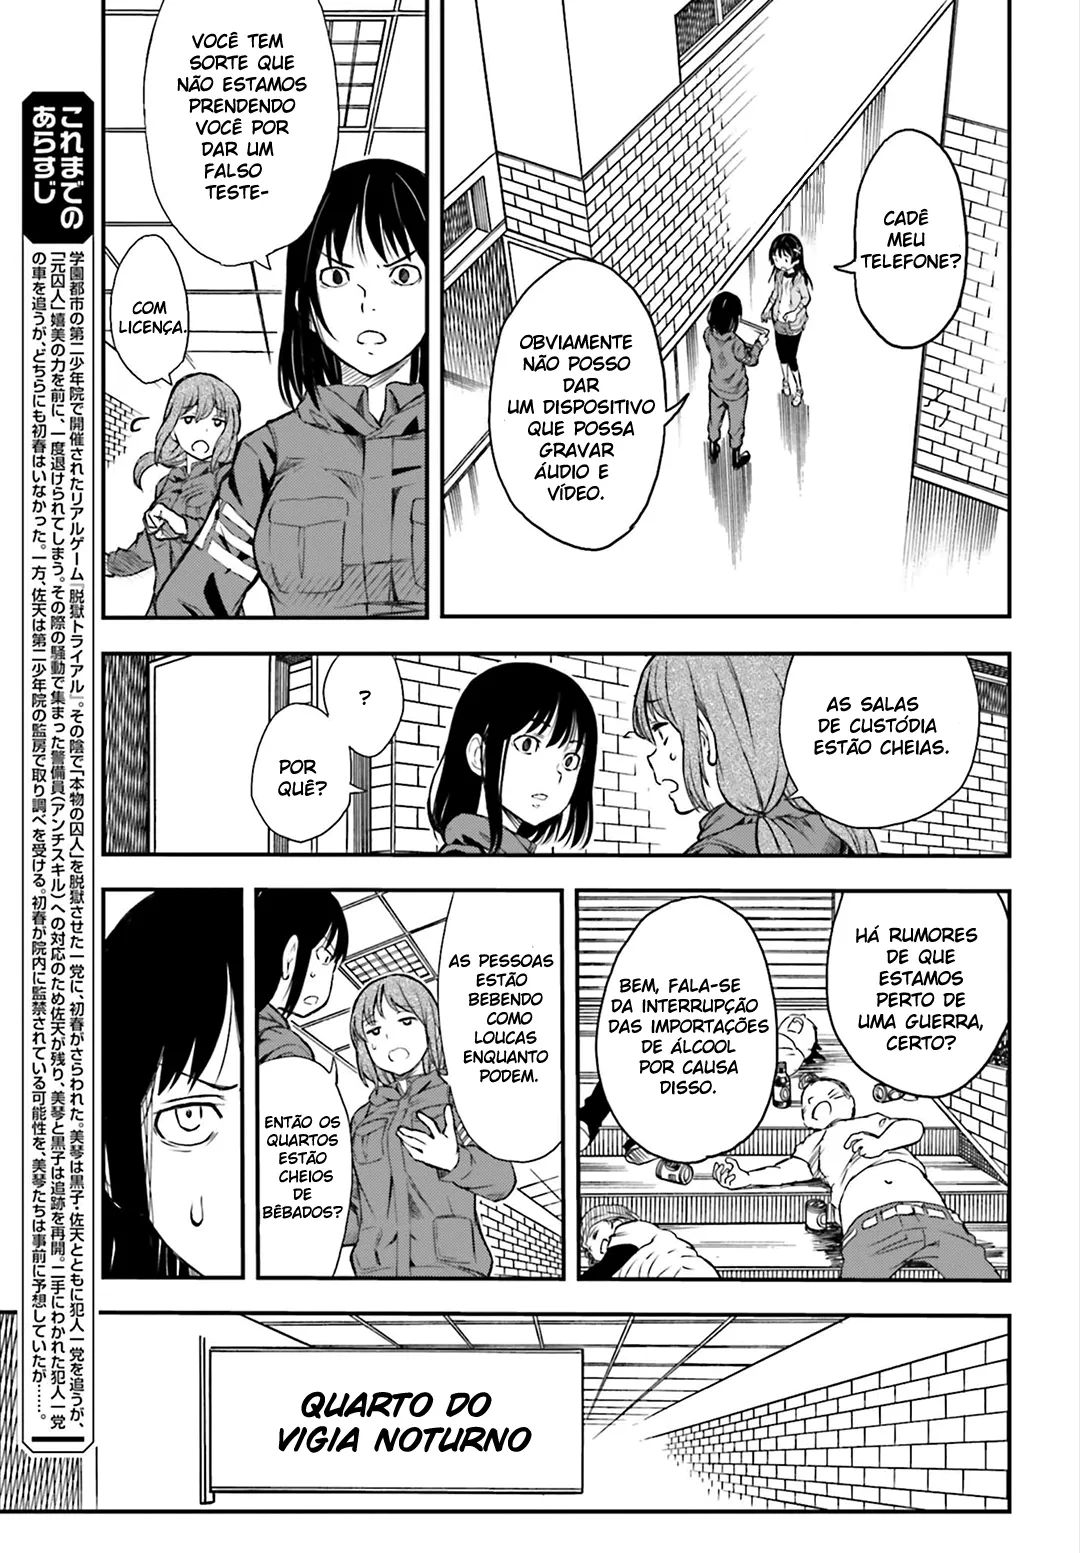 CADÊ
MEU
TELEFONE?
OBVIAMENTE
NÃO POSSO
DAR
UM DISPOSITIVO
QUE POSSA
GRAVAR
ÁUDIO E
VÍDEO.
VOCÊ TEM
SORTE QUE
NÃO ESTAMOS
PRENDENDO
VOCÊ POR
DAR UM
FALSO
TESTE-
COM
LICENÇA.
AS SALAS
DE CUSTÓDIA
ESTÃO CHEIAS.
?
POR
QUÊ?
HÁ RUMORES
DE QUE
ESTAMOS
PERTO DE
UMA GUERRA,
CERTO?
BEM, FALA-SE
DA INTERRUPÇÃO
DAS IMPORTAÇÕES
DE ÁLCOOL
POR CAUSA
DISSO.
AS PESSOAS
ESTÃO
BEBENDO
COMO
LOUCAS
ENQUANTO
PODEM.
ENTÃO OS
QUARTOS
ESTÃO
CHEIOS
DE
BÊBADOS?
QUARTO DO
VIGIA NOTURNO
これまでの
あらすじ
学園都市の第二少年院で開催されたリアルゲーム『脱獄トライアル』。その陰で「本物の囚人」を脱獄させた一党に、初春がさらわれた。美琴は黒子・佐天とともに犯人一党を追うが、
「元囚人」嬉美の力を前に、一度退けられてしまう。その際の騒動で集まった警備員(アンチスキル)への対応のため佐天が残り、美琴と黒子は追跡を再開。二手にわかれた犯人一党
の車を追うが、どちらにも初春はいなかった。一方、佐天は第二少年院の監房で取り調べを受ける。初春が院内に監禁されている可能性を、美琴たちは事前に予想していたが……。